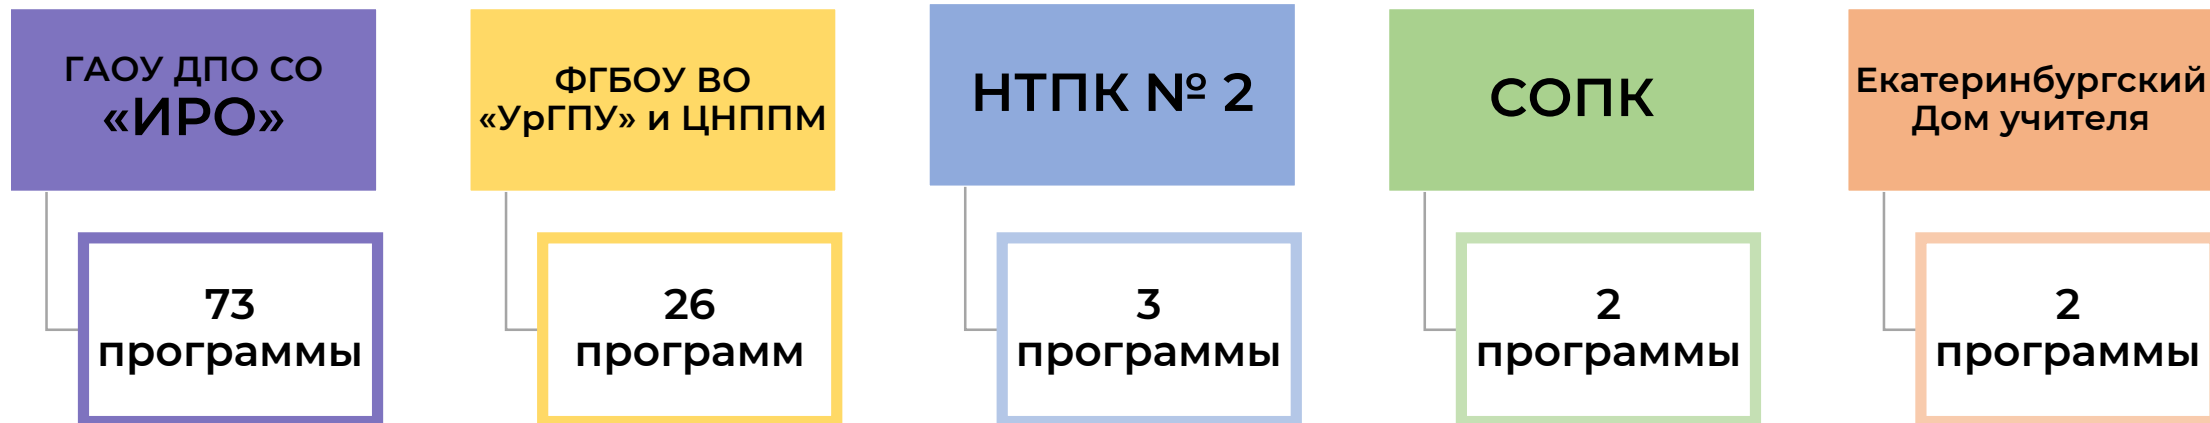 ГАОУ ДПО СО
«ИРО»
73
программы
ФГБОУ ВО
«УрГПУ» и ЦНППМ
26
программ
НТПК № 2
3
программы
СОПК
2
программы
Екатеринбургский
Дом учителя
2
программы